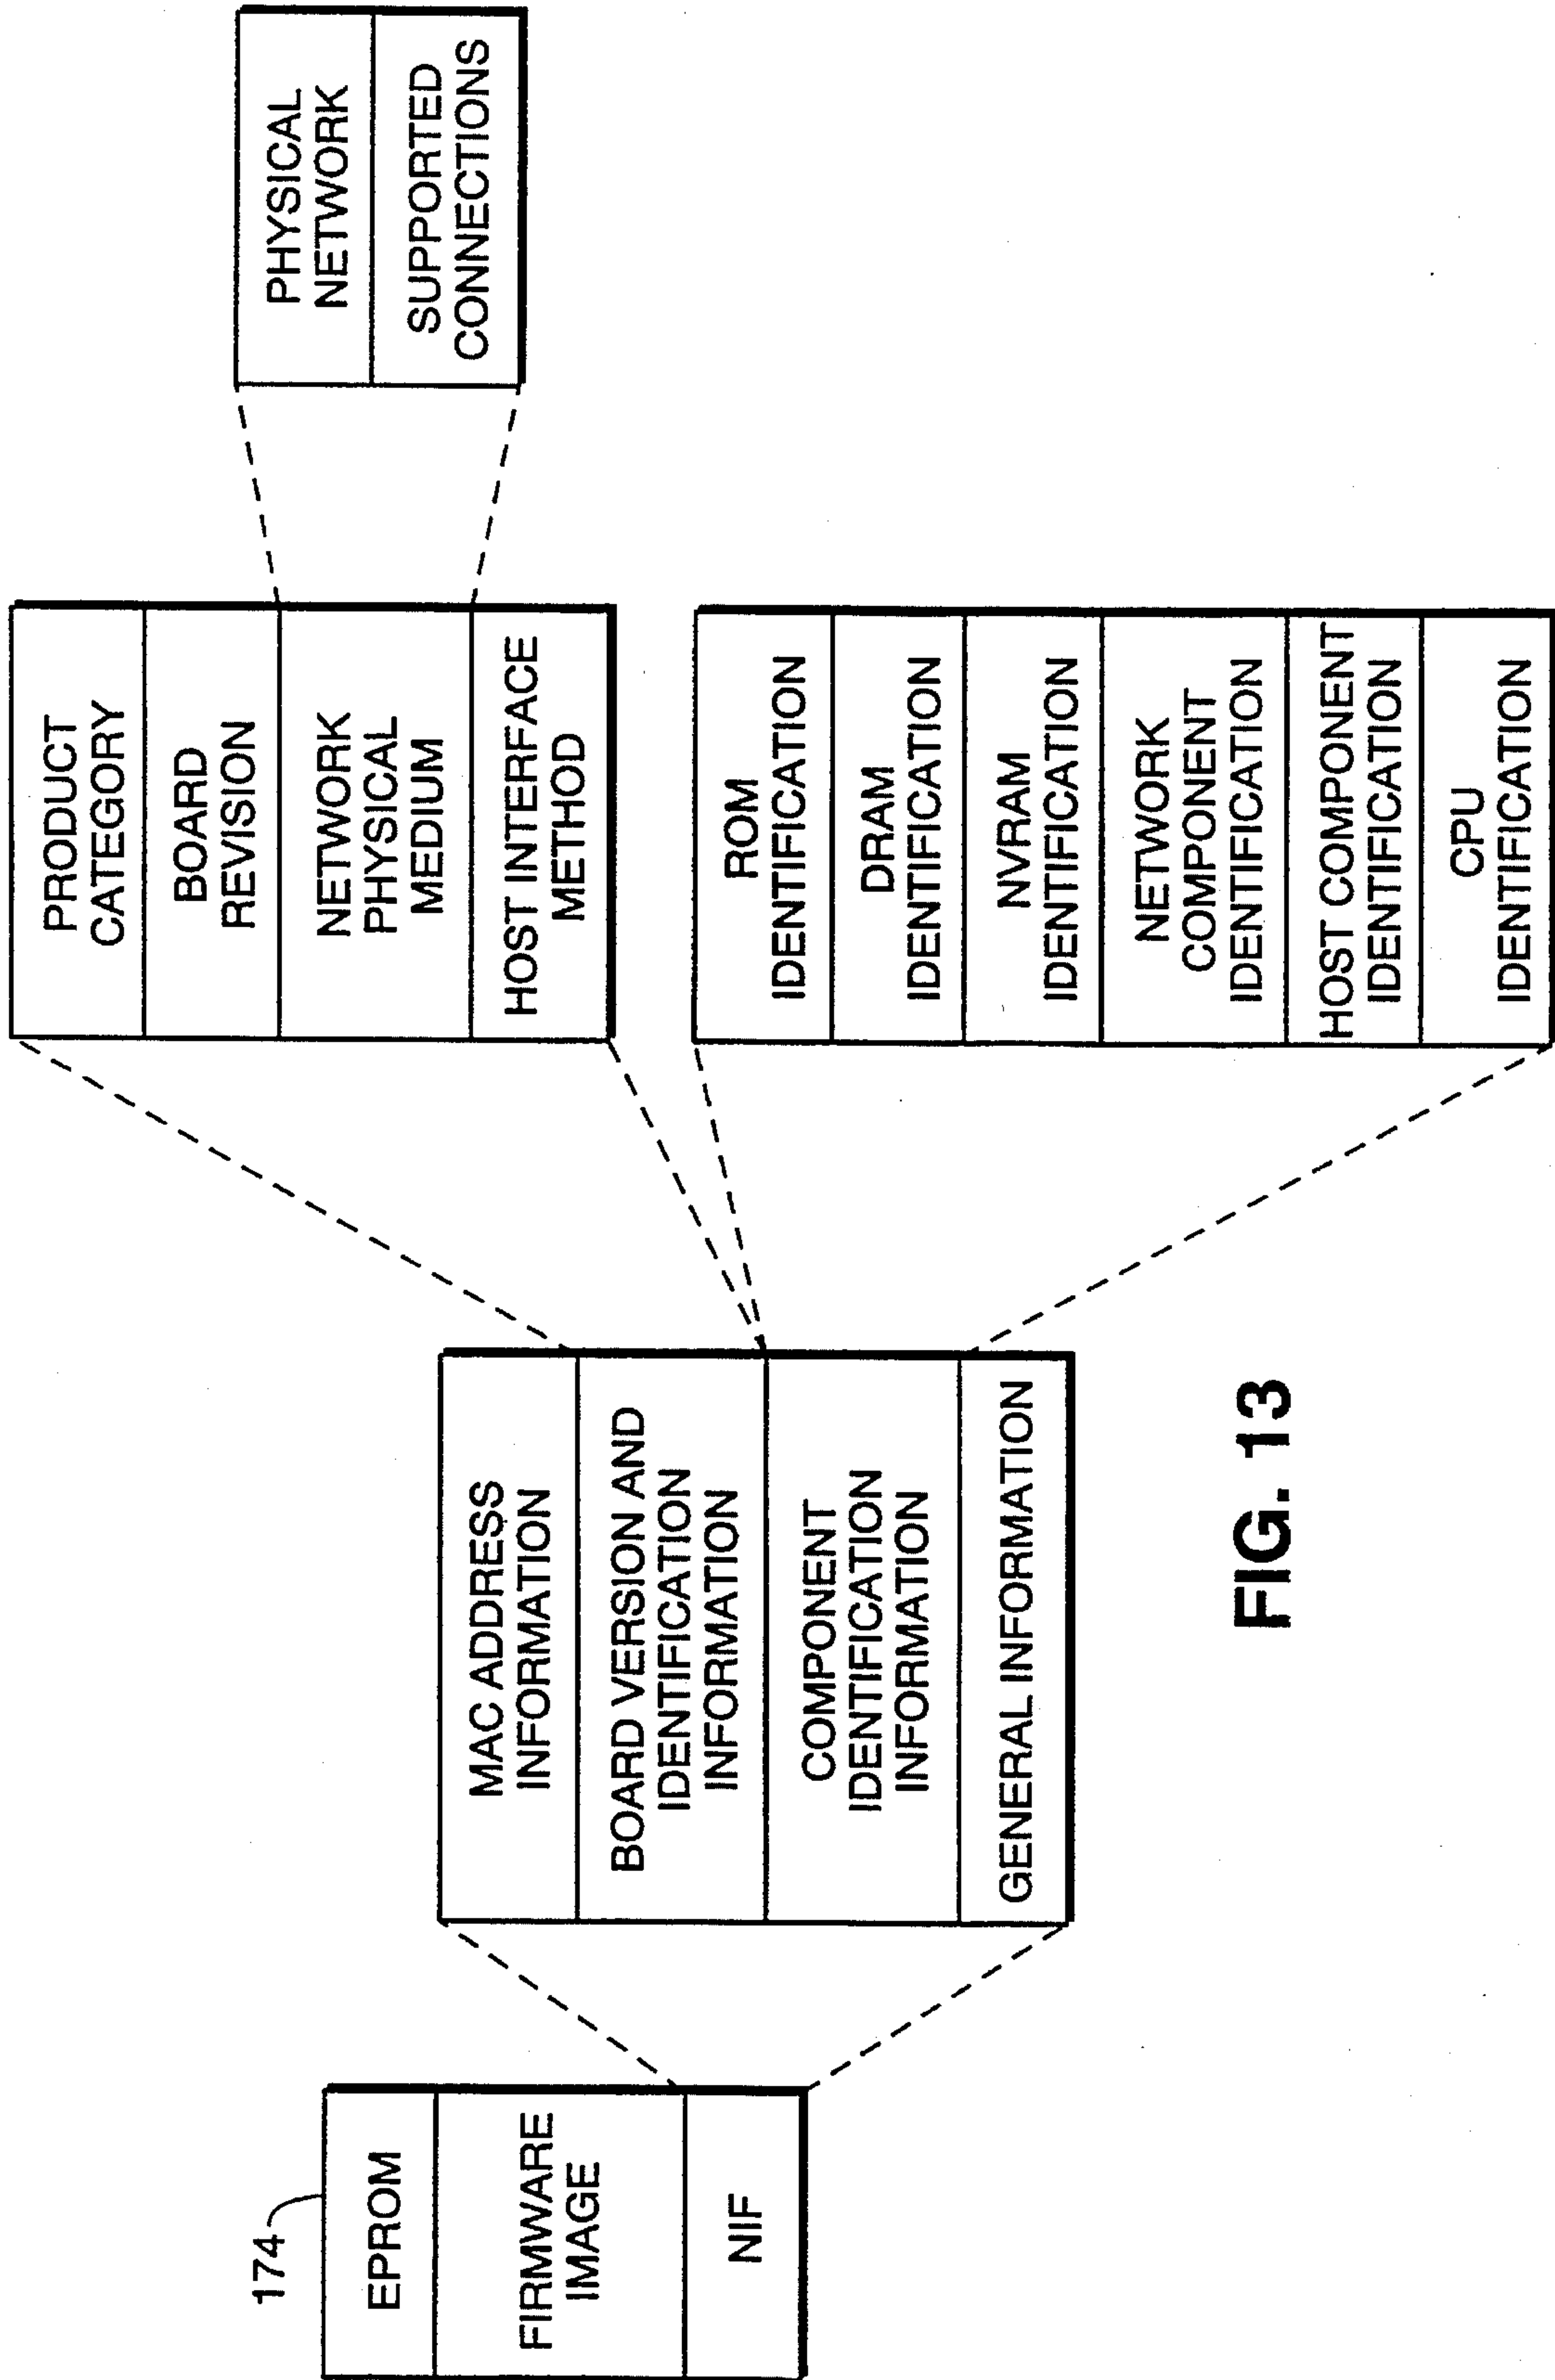 174
EPROM
FIRMWARE
IMAGE
NIF
MAC ADDRESS
INFORMATION
BOARD VERSION AND
IDENTIFICATION
INFORMATION
COMPONENT
IDENTIFICATION
INFORMATION
GENERAL INFORMATION
PRODUCT
CATEGORY
BOARD
REVISION
NETWORK
PHYSICAL
MEDIUM
HOST INTERFACE
METHOD
ROM
IDENTIFICATION
DRAM
IDENTIFICATION
NVRAM
IDENTIFICATION
NETWORK
COMPONENT
IDENTIFICATION
HOST COMPONENT
IDENTIFICATION
CPU
IDENTIFICATION
PHYSICAL
NETWORK
SUPPORTED
CONNECTIONS
FIG. 13